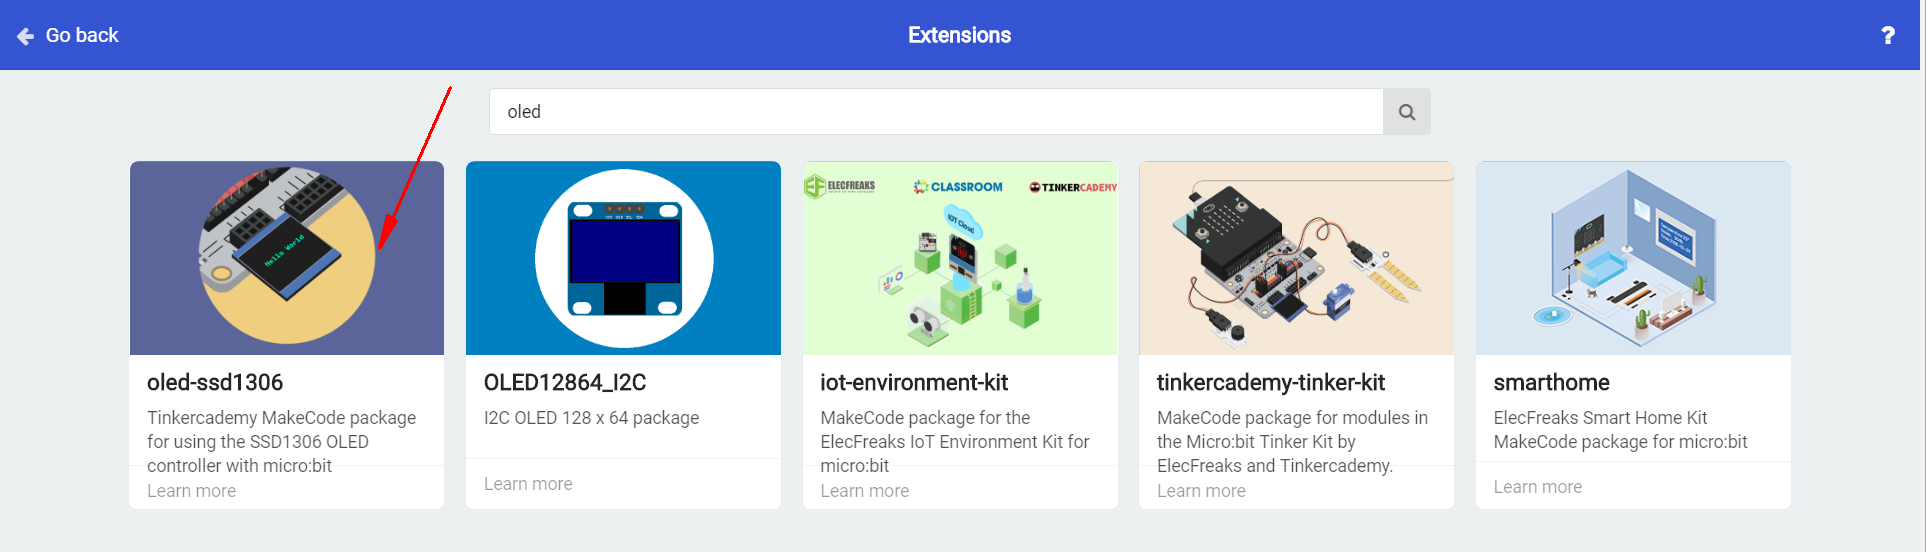 Go back
Extensions
?
oled
Hello World
ELECFREAKS
CLASSROOM
TINKERCADEMY
IOT Cloud
oled-ssd1306
Tinkercademy MakeCode package
for using the SSD1306 OLED
controller with micro:bit
Learn more
OLED12864_I2C
I2C OLED 128 x 64 package
Learn more
iot-environment-kit
MakeCode package for the
ElecFreaks IoT Environment Kit for
micro:bit
Learn more
tinkercademy-tinker-kit
MakeCode package for modules in
the Micro:bit Tinker Kit by
ElecFreaks and Tinkercademy.
Learn more
smarthome
ElecFreaks Smart Home Kit
MakeCode package for micro:bit
Learn more